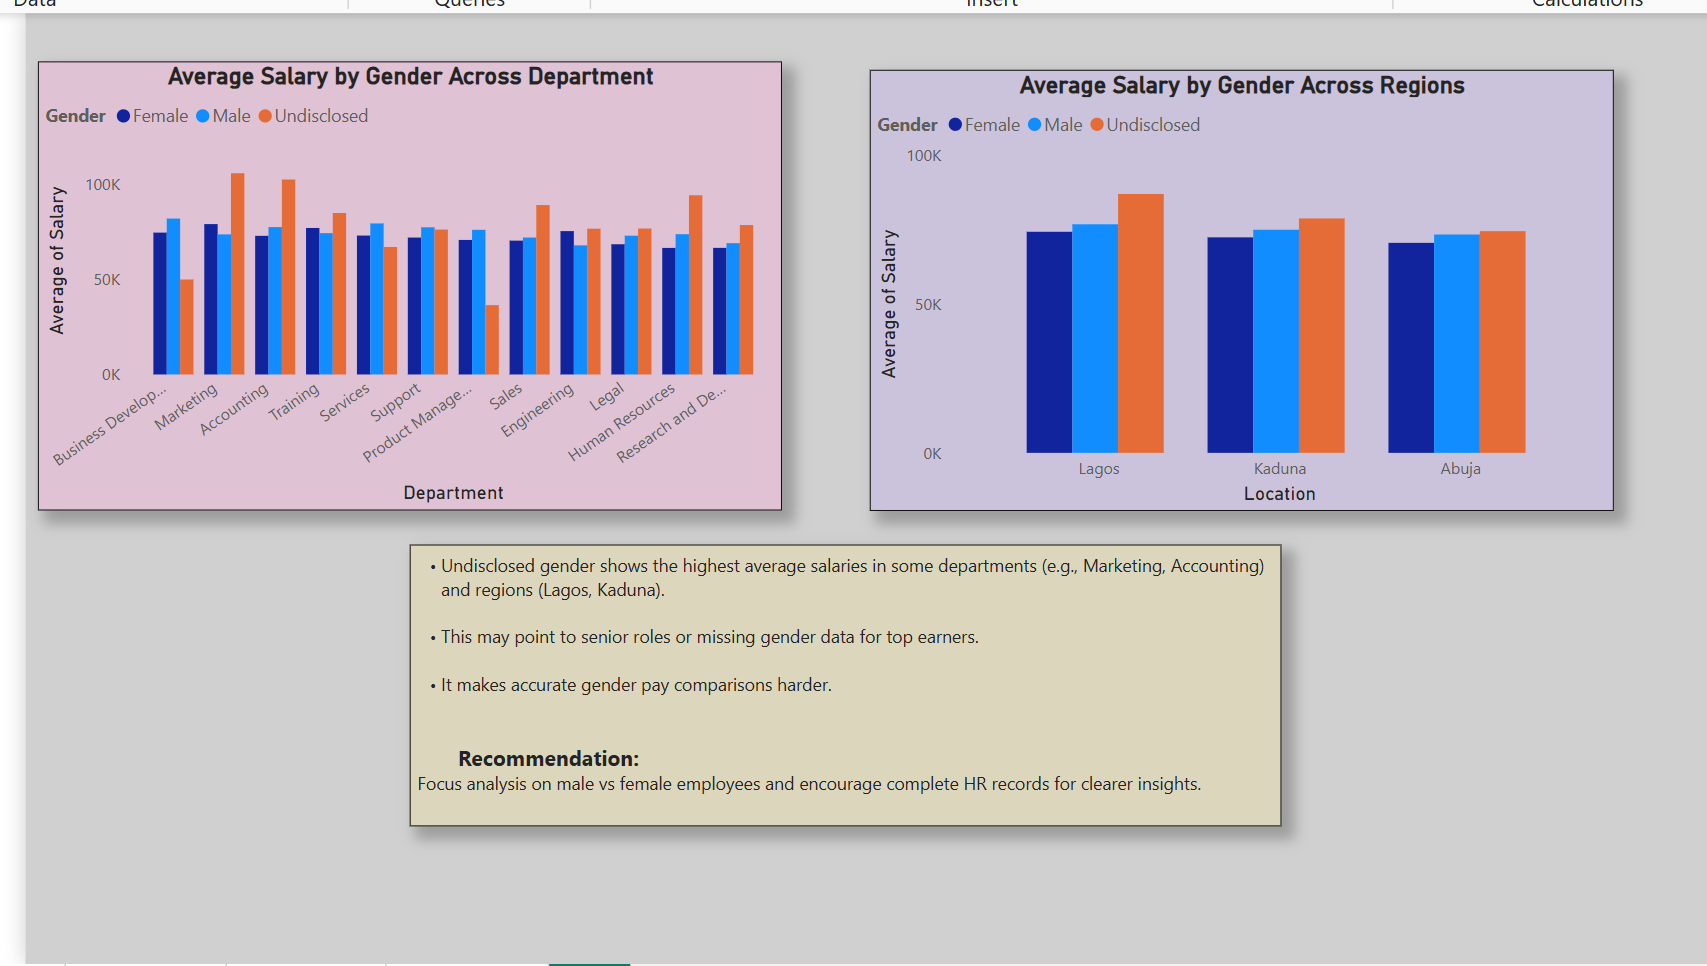 Data Queries Insert Calculations
Average Salary by Gender Across Department
Gender Female Male Undisclosed
100K
50K
0K
Average of Salary
Business Develop...
Marketing
Accounting
Training
Services
Support
Product Manage...
Sales
Engineering
Legal
Human Resources
Research and De...
Department
Average Salary by Gender Across Regions
Gender Female Male Undisclosed
100K
50K
0K
Average of Salary
Lagos Kaduna Abuja
Location
• Undisclosed gender shows the highest average salaries in some departments (e.g., Marketing, Accounting)
and regions (Lagos, Kaduna).
• This may point to senior roles or missing gender data for top earners.
• It makes accurate gender pay comparisons harder.
Recommendation:
Focus analysis on male vs female employees and encourage complete HR records for clearer insights.